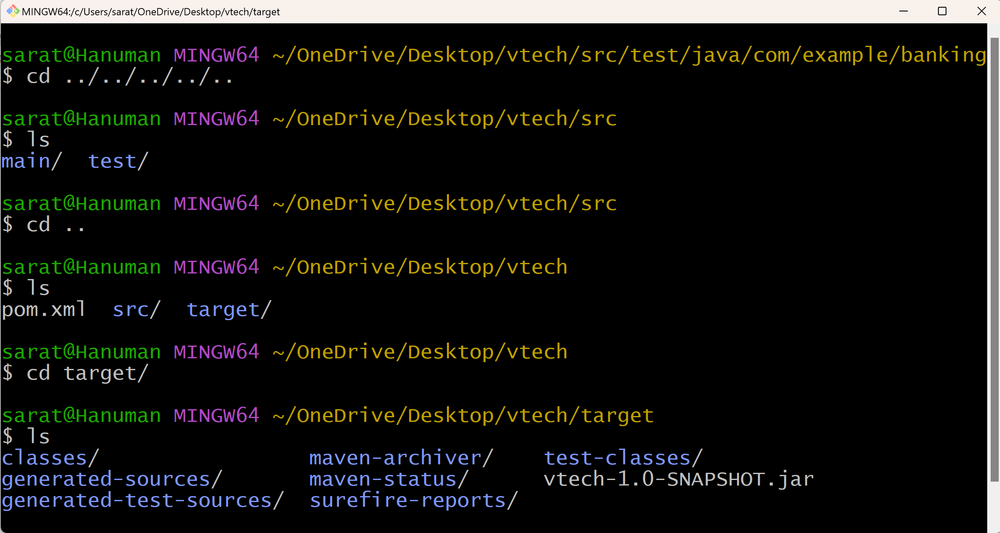 MINGW64:/c/Users/sarat/OneDrive/Desktop/vtech/target
sarat@Hanuman MINGW64 ~/OneDrive/Desktop/vtech/src/test/java/com/example/banking
$ cd ../../../../..
sarat@Hanuman MINGW64 ~/OneDrive/Desktop/vtech/src
$ ls
main/  test/
sarat@Hanuman MINGW64 ~/OneDrive/Desktop/vtech/src
$ cd ..
sarat@Hanuman MINGW64 ~/OneDrive/Desktop/vtech
$ ls
pom.xml  src/  target/
sarat@Hanuman MINGW64 ~/OneDrive/Desktop/vtech
$ cd target/
sarat@Hanuman MINGW64 ~/OneDrive/Desktop/vtech/target
$ ls
classes/                 maven-archiver/    test-classes/
generated-sources/       maven-status/      vtech-1.0-SNAPSHOT.jar
generated-test-sources/  surefire-reports/